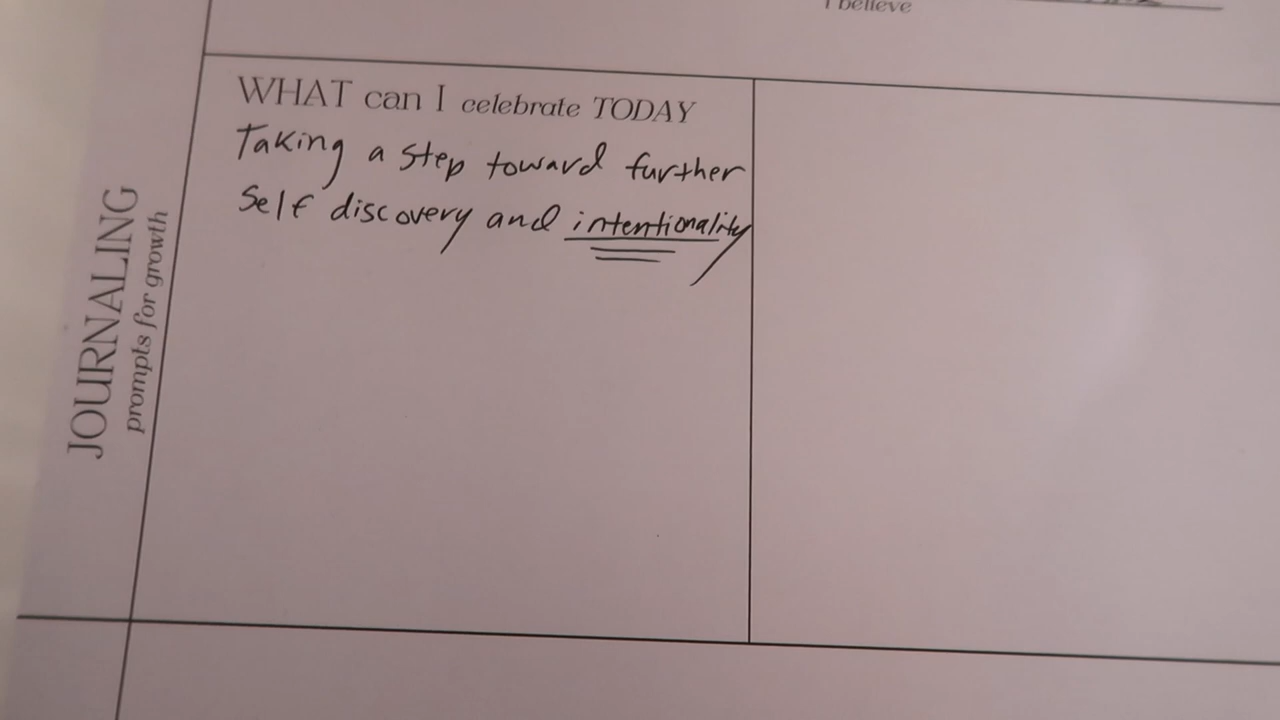 I believe
WHAT can I celebrate TODAY
Taking a step toward further
self discovery and intentionality
JOURNALING
prompts for growth